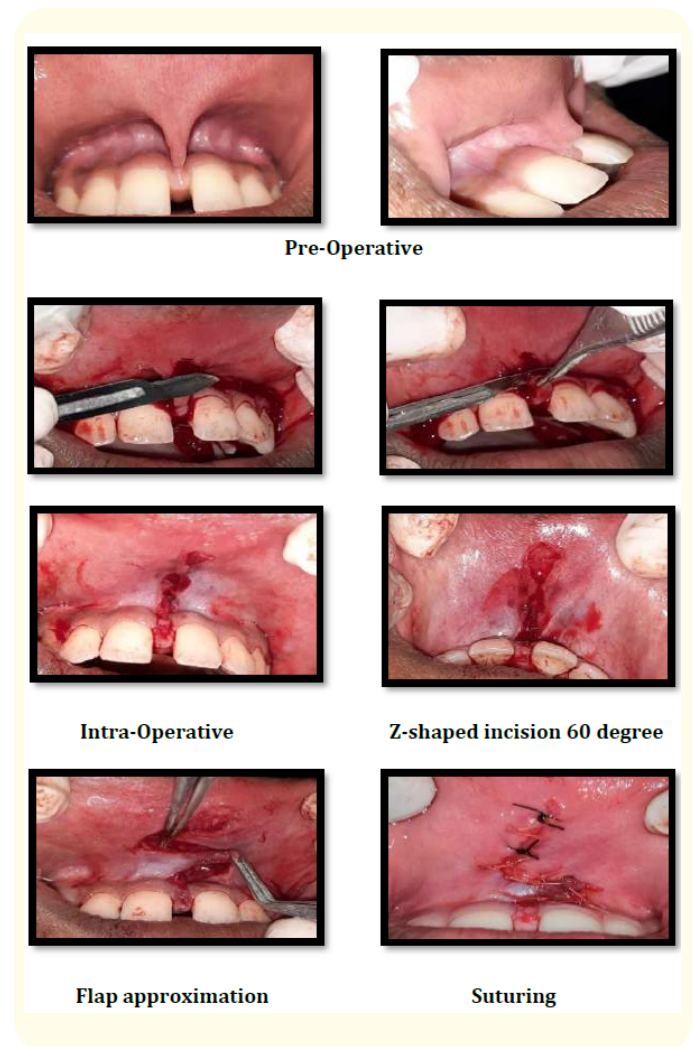 Pre-Operative
Intra-Operative
Z-shaped incision 60 degree
Flap approximation
Suturing